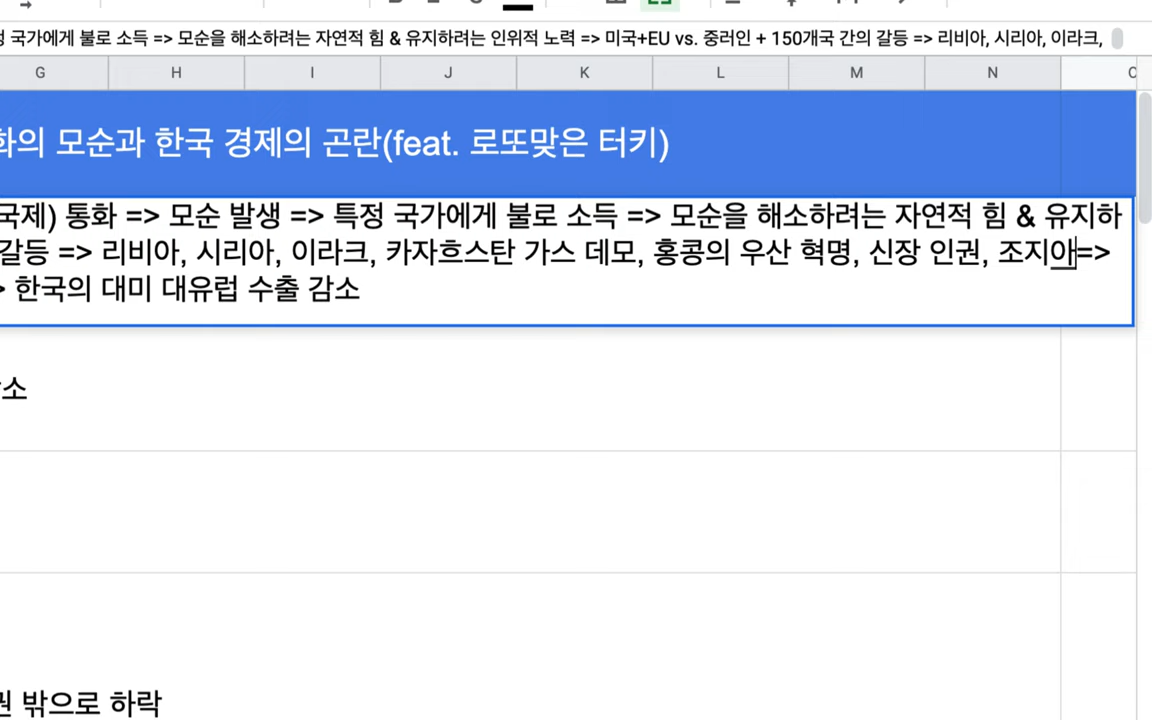 국가에게 불로 소득 => 모순을 해소하려는 자연적 힘 & 유지하려는 인위적 노력 => 미국+EU vs. 중러인 + 150개국 간의 갈등 => 리비아, 시리아, 이라크,
G H I J K L M N
모순과 한국 경제의 곤란(feat. 로또맞은 터키)
국제) 통화 => 모순 발생 => 특정 국가에게 불로 소득 => 모순을 해소하려는 자연적 힘 & 유지하
갈등 => 리비아, 시리아, 이라크, 카자흐스탄 가스 데모, 홍콩의 우산 혁명, 신장 인권, 조지아=>
한국의 대미 대유럽 수출 감소
소
밖으로 하락